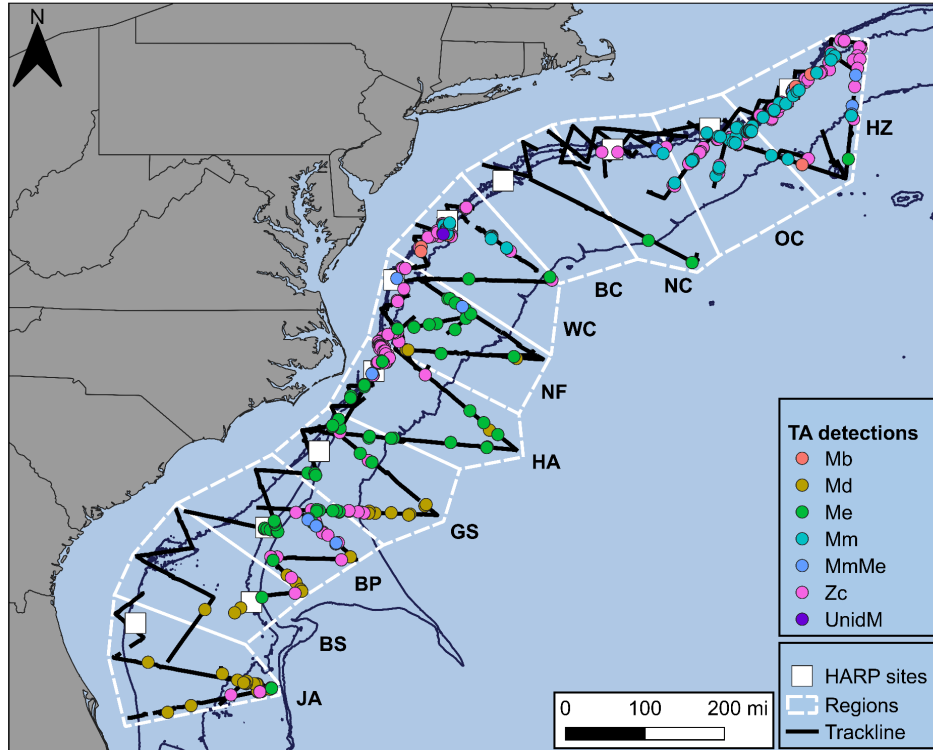 N
HZ
OC
NC
BC
WC
NF
HA
GS
BP
BS
JA
TA detections
Mb
Md
Me
Mm
MmMe
Zc
UnidM
HARP sites
Regions
Trackline
0 100 200 mi